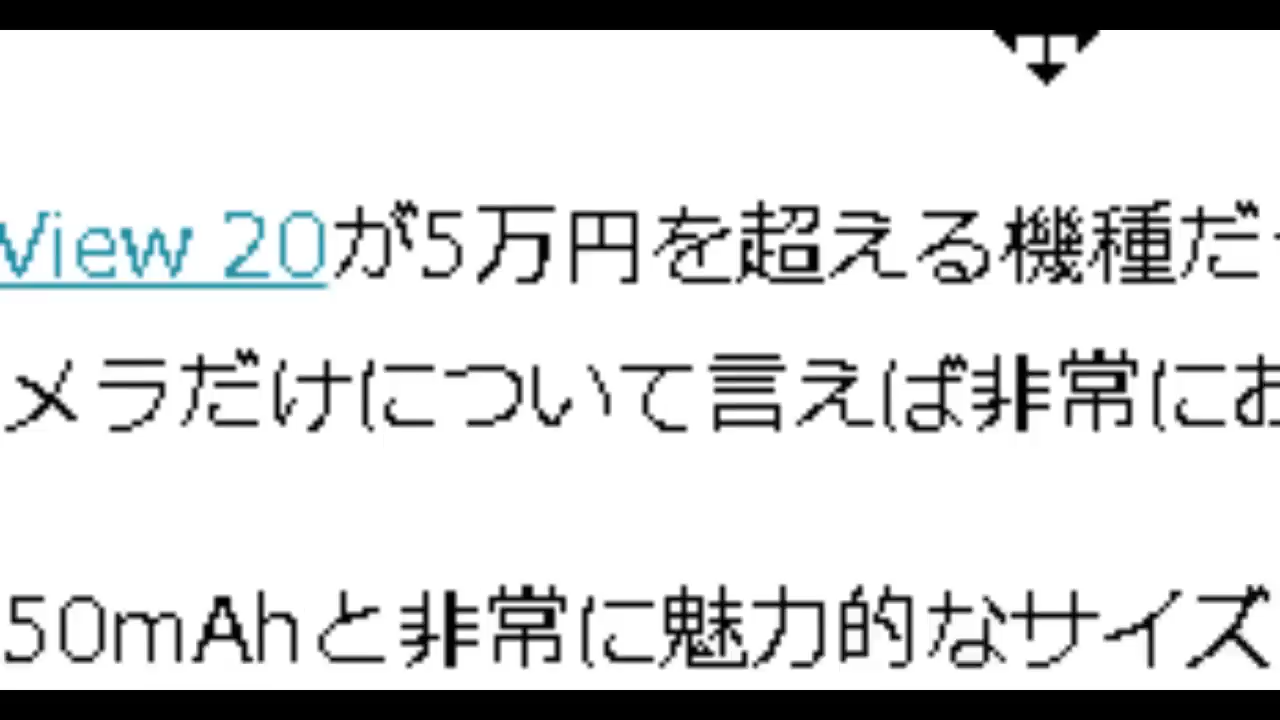 View 20が5万円を超える機種だ
メラだけについて言えば非常にお
50mAhと非常に魅力的なサイズ